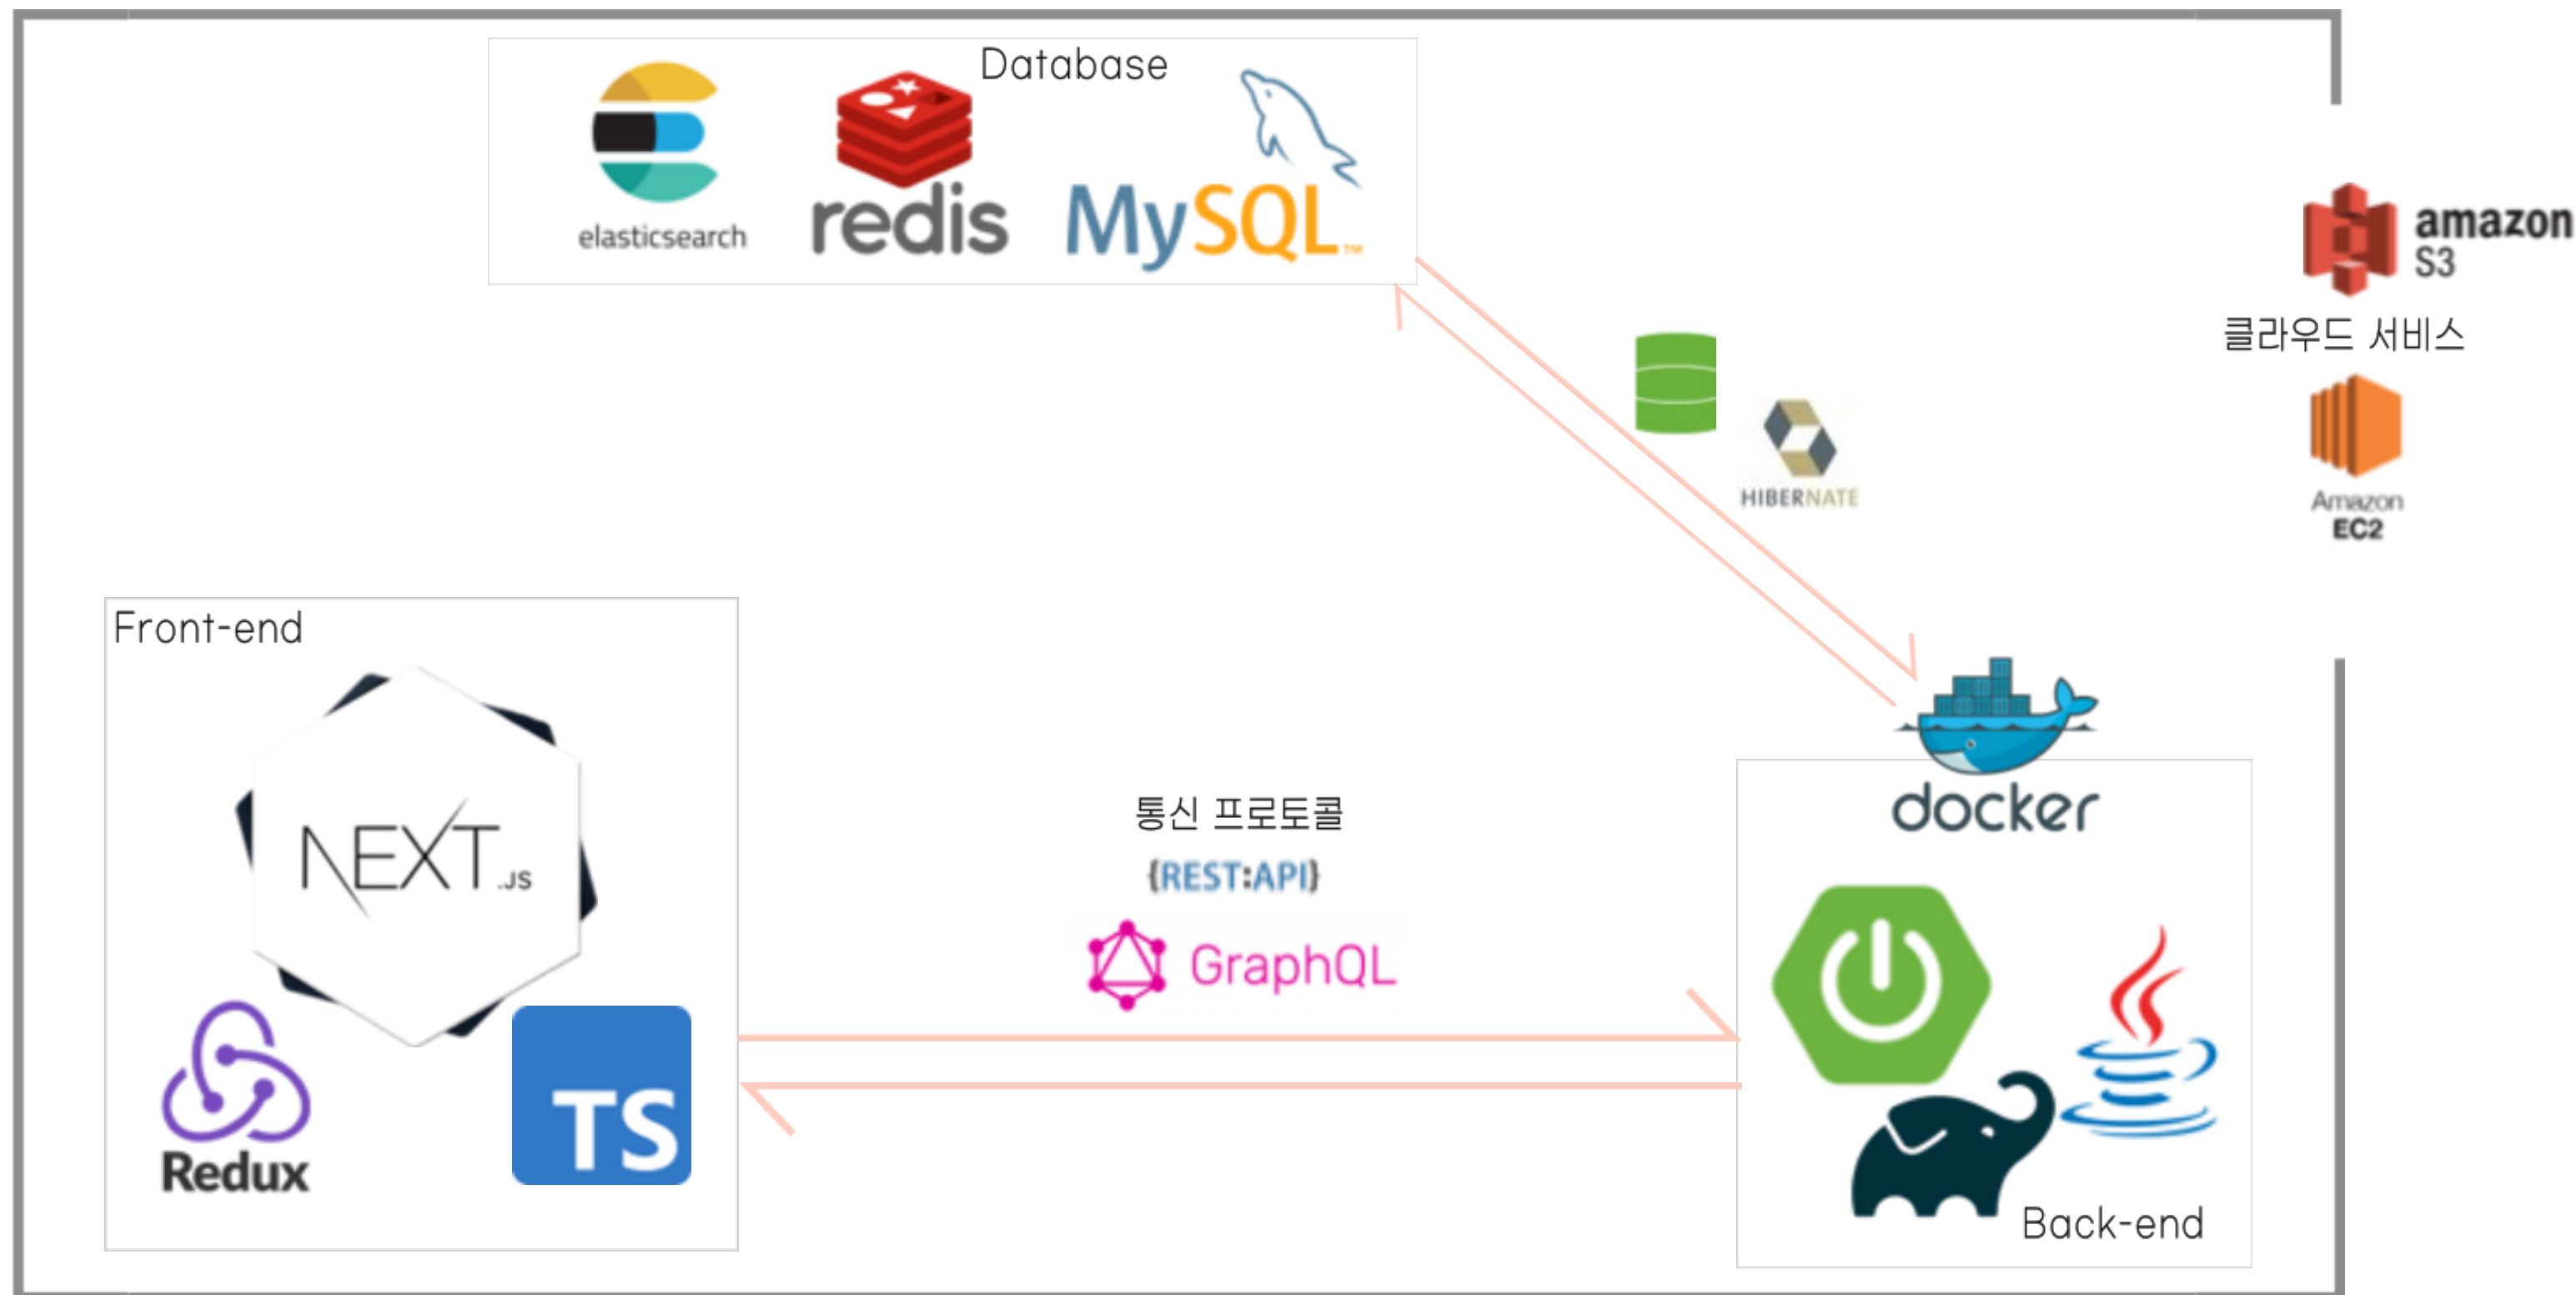 Database
elasticsearch
redis
MySQL™
amazon
S3
클라우드 서비스
HIBERNATE
Amazon
EC2
Front-end
NEXT.JS
Redux
TS
통신 프로토콜
{REST:API}
GraphQL
docker
Back-end